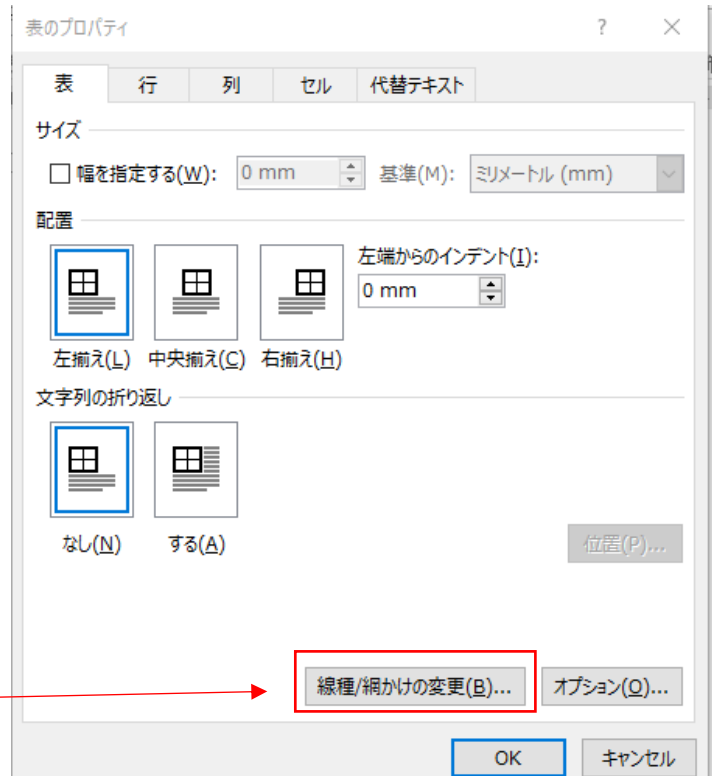 表のプロパティ ? ×
表 行 列 セル 代替テキスト
サイズ
幅を指定する(W): 0 mm 基準(M): ミリメートル (mm)
配置
左端からのインデント(I):
0 mm
左揃え(L) 中央揃え(C) 右揃え(H)
文字列の折り返し
なし(N) する(A) 位置(P)...
線種/網かけの変更(B)... オプション(O)...
OK キャンセル